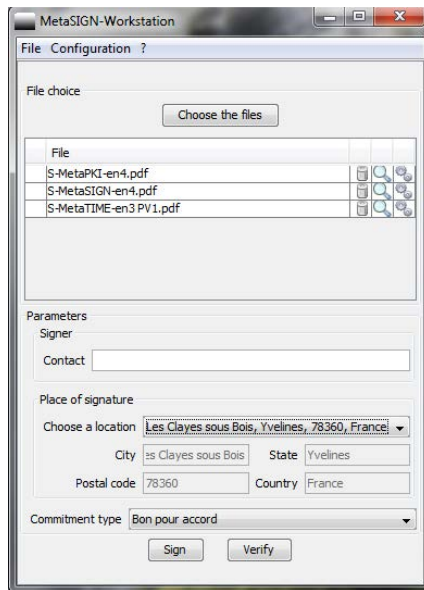 MetaSIGN-Workstation
File Configuration ?
File choice
Choose the files
File
S-MetaPKI-en4.pdf
S-MetaSIGN-en4.pdf
S-MetaTIME-en3 PV1.pdf
Parameters
Signer
Contact
Place of signature
Choose a location Les Clayes sous Bois, Yvelines, 78360, France
City es Clayes sous Bois State Yvelines
Postal code 78360 Country France
Commitment type Bon pour accord
Sign Verify